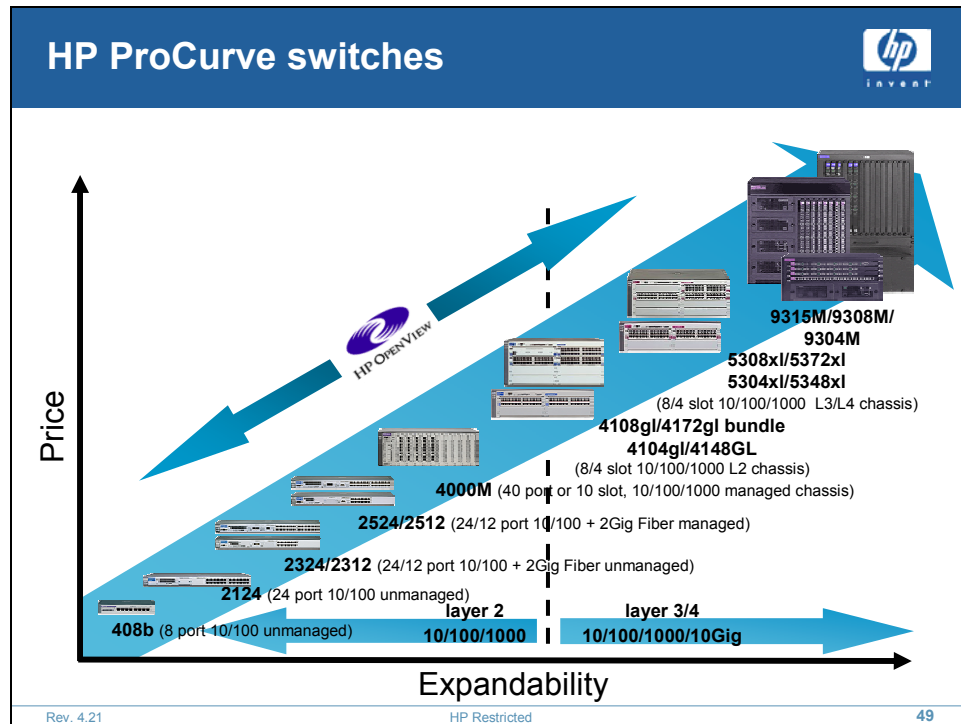 HP ProCurve switches
hp
invent
Price
HP OPENVIEW
9315M/9308M/
9304M
5308xl/5372xl
5304xl/5348xl
(8/4 slot 10/100/1000 L3/L4 chassis)
4108gl/4172gl bundle
4104gl/4148GL
(8/4 slot 10/100/1000 L2 chassis)
4000M (40 port or 10 slot, 10/100/1000 managed chassis)
2524/2512 (24/12 port 10/100 + 2Gig Fiber managed)
2324/2312 (24/12 port 10/100 + 2Gig Fiber unmanaged)
2124 (24 port 10/100 unmanaged)
408b (8 port 10/100 unmanaged)
layer 2
10/100/1000
layer 3/4
10/100/1000/10Gig
Expandability
Rev. 4.21
HP Restricted
49